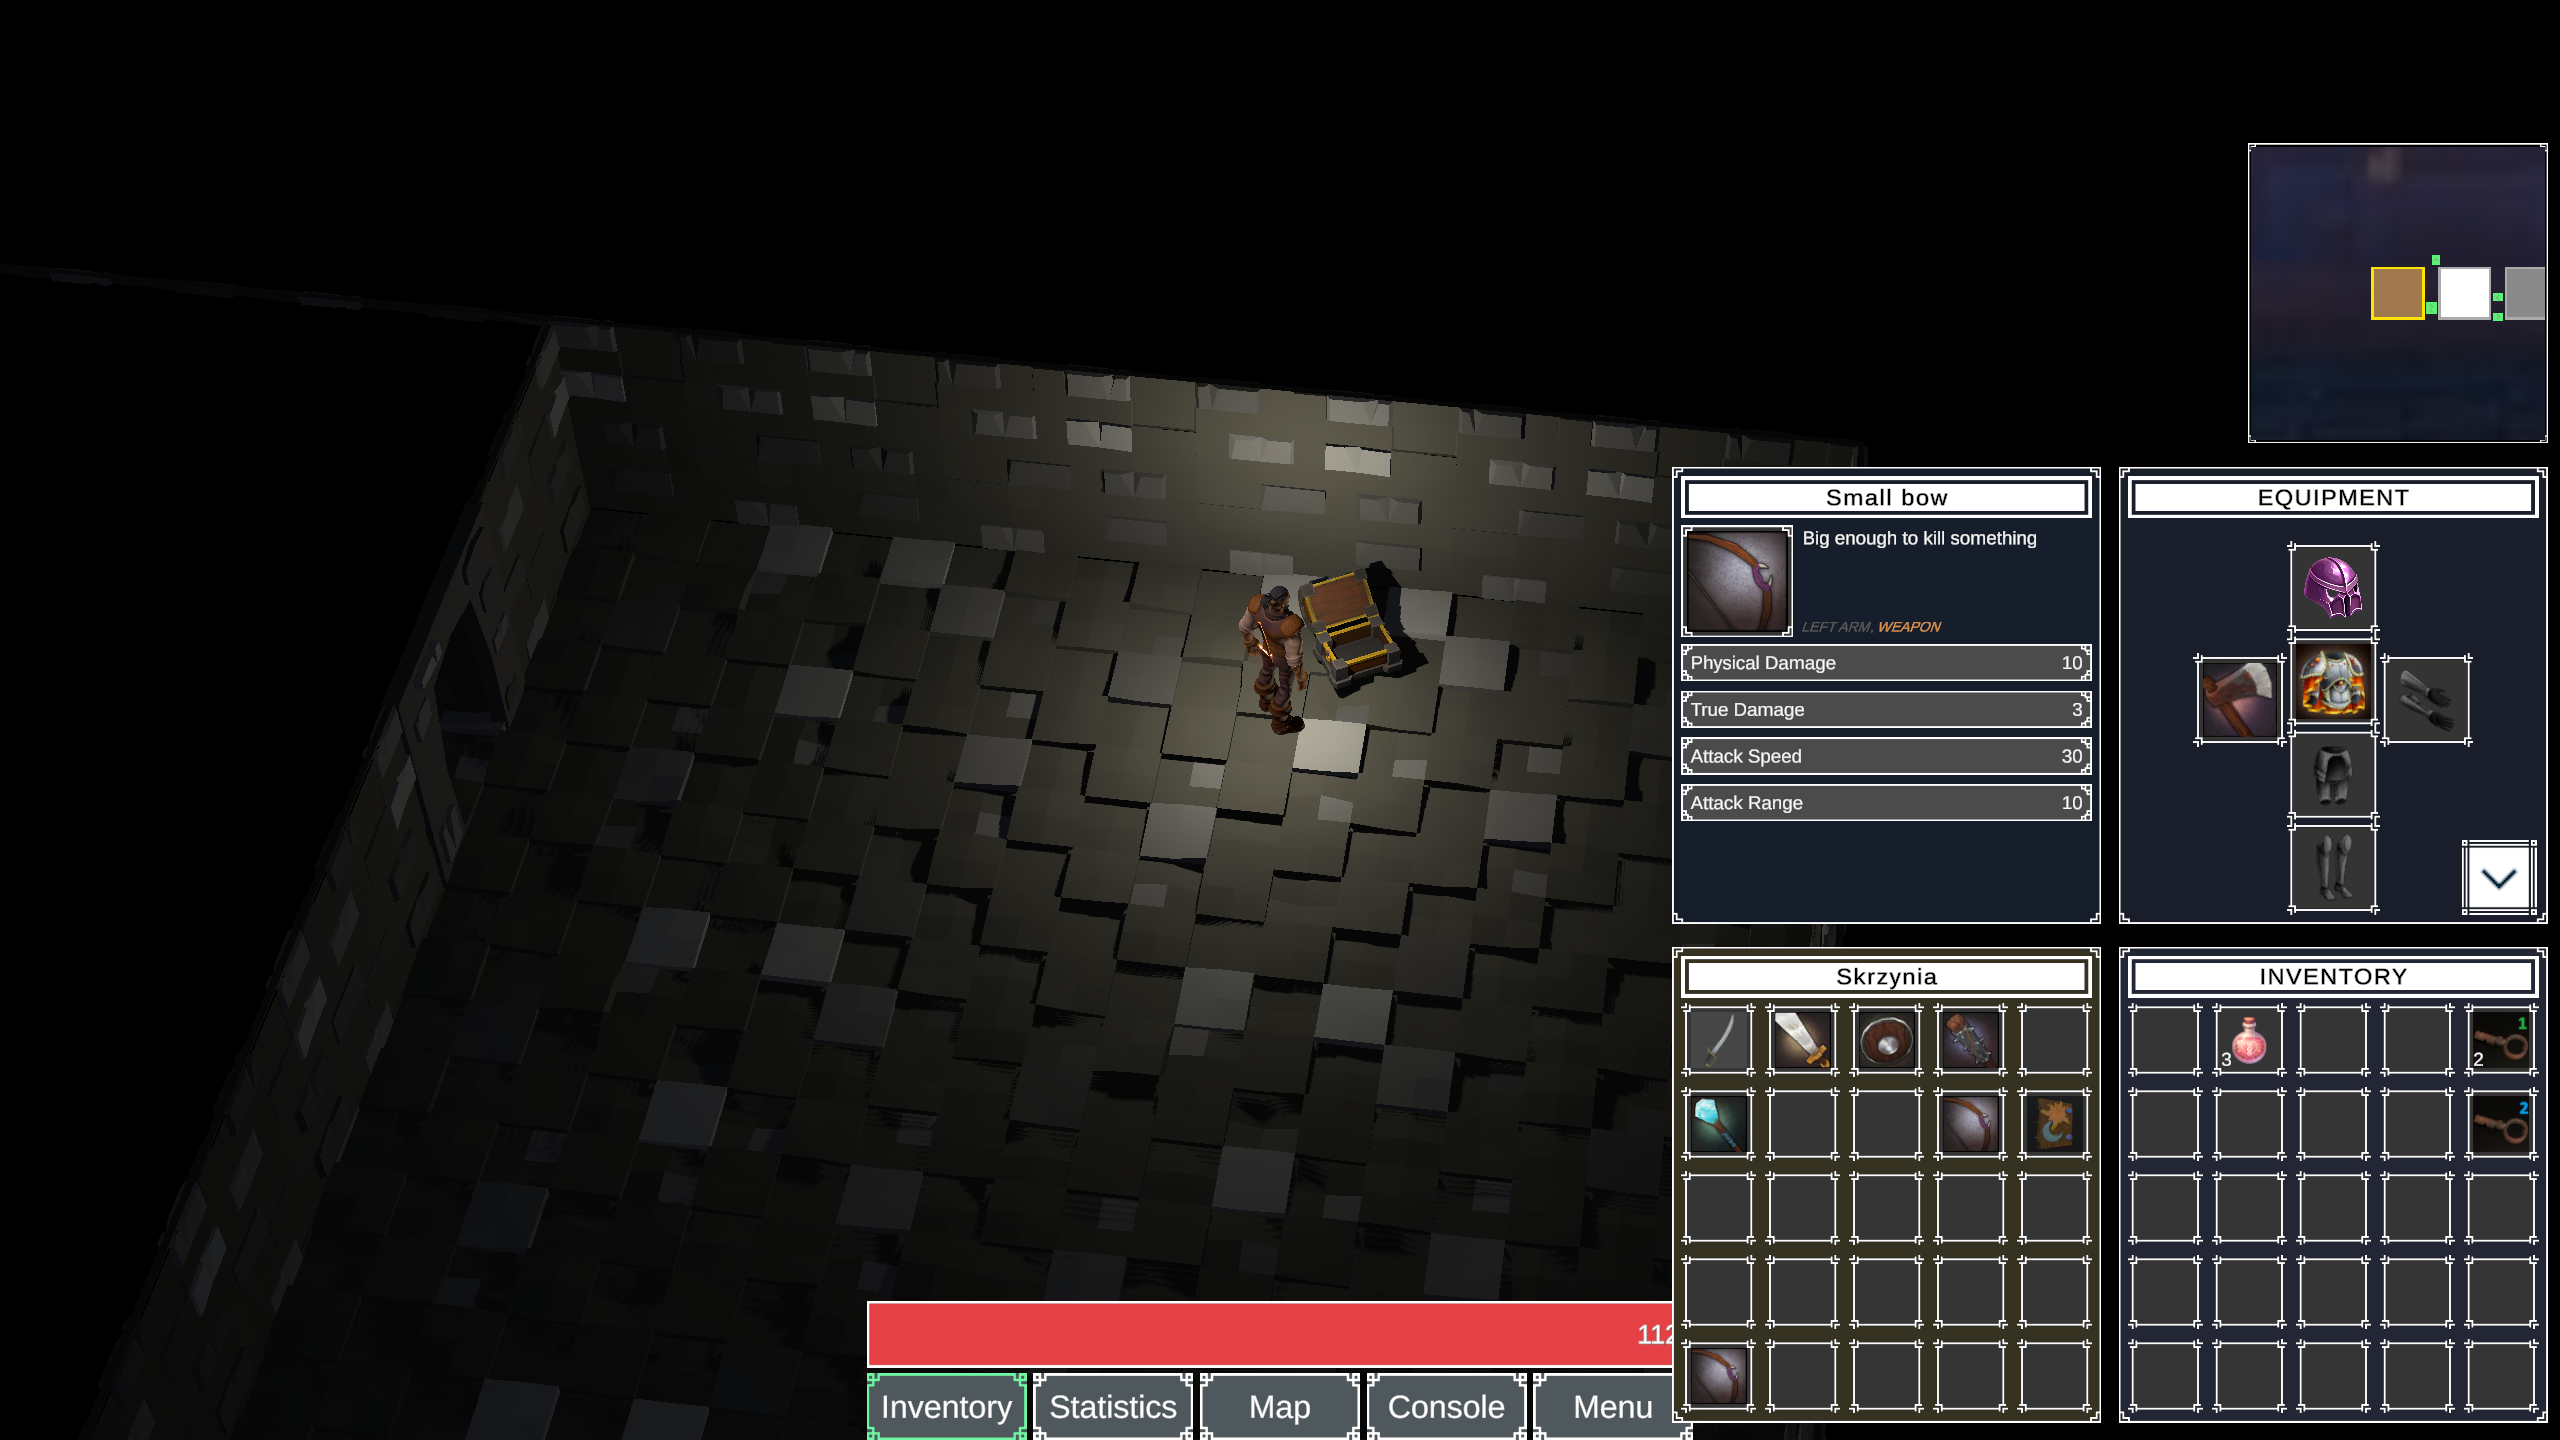 Small bow
Big enough to kill something
LEFT ARM, WEAPON
Physical Damage 10
True Damage 3
Attack Speed 30
Attack Range 10
EQUIPMENT
Skrzynia
INVENTORY
3
1
2
2
112
Inventory Statistics Map Console Menu